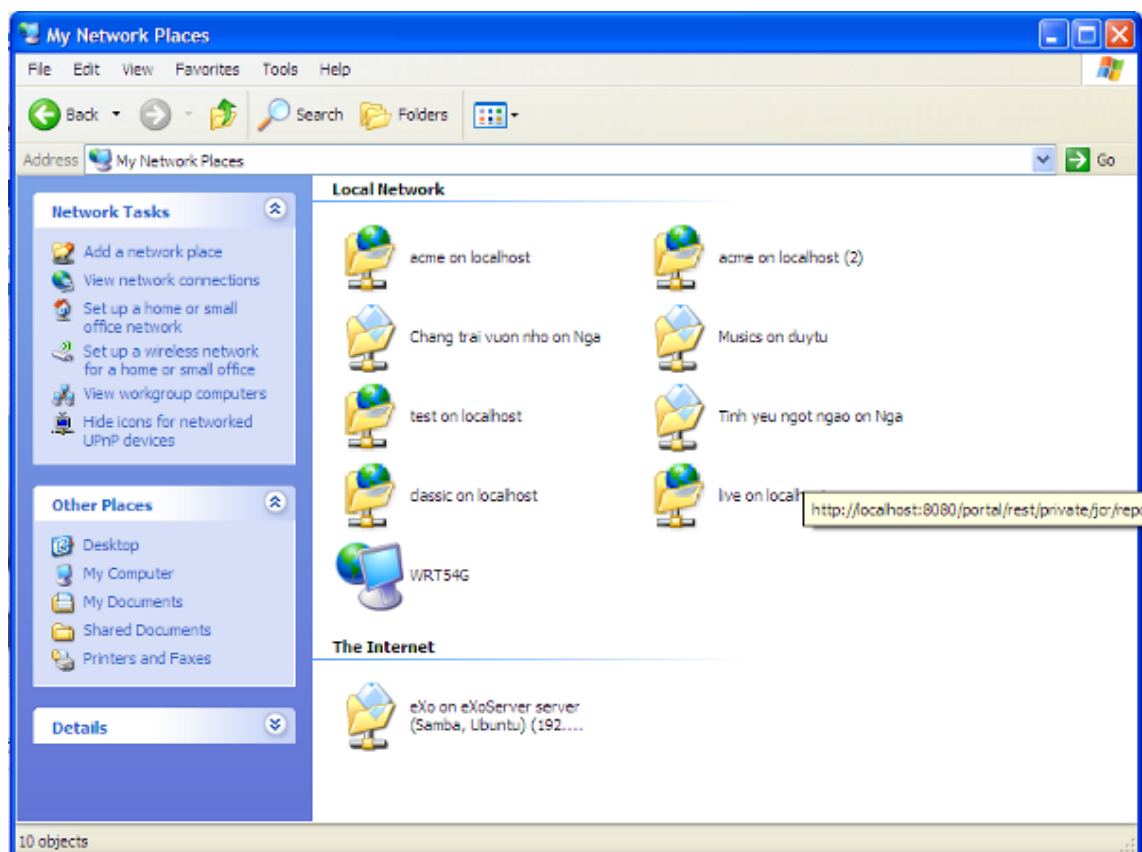 My Network Places
File Edit View Favorites Tools Help
Back Search Folders
Address My Network Places Go
Network Tasks
Add a network place
View network connections
Set up a home or small
office network
Set up a wireless network
for a home or small office
View workgroup computers
Hide icons for networked
UPnP devices
Other Places
Desktop
My Computer
My Documents
Shared Documents
Printers and Faxes
Details
Local Network
acme on localhost
acme on localhost (2)
Chang trai vuon nho on Nga
Musics on duytu
test on localhost
Tinh yeu ngot ngao on Nga
classic on localhost
live on localh
http://localhost:8080/portal/rest/private/jcr/repo
WRT54G
The Internet
eXo on eXoServer server
(Samba, Ubuntu) (192....
10 objects